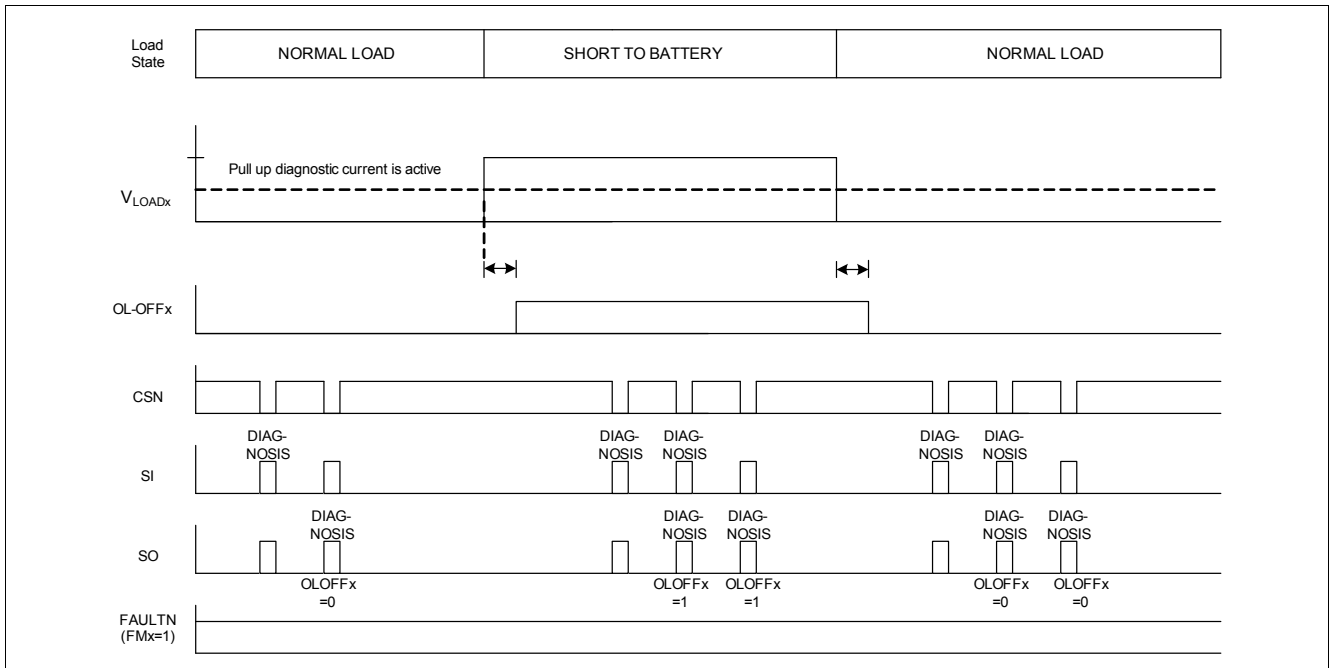 Load
State
NORMAL LOAD
SHORT TO BATTERY
NORMAL LOAD
Pull up diagnostic current is active
VLOADx
OL-OFFx
CSN
DIAG-
NOSIS
DIAG-
NOSIS
DIAG-
NOSIS
DIAG-
NOSIS
DIAG-
NOSIS
SI
DIAG-
NOSIS
DIAG-
NOSIS
DIAG-
NOSIS
DIAG-
NOSIS
DIAG-
NOSIS
SO
OLOFFx
=0
OLOFFx
=1
OLOFFx
=1
OLOFFx
=0
OLOFFx
=0
FAULTN
(FMx=1)